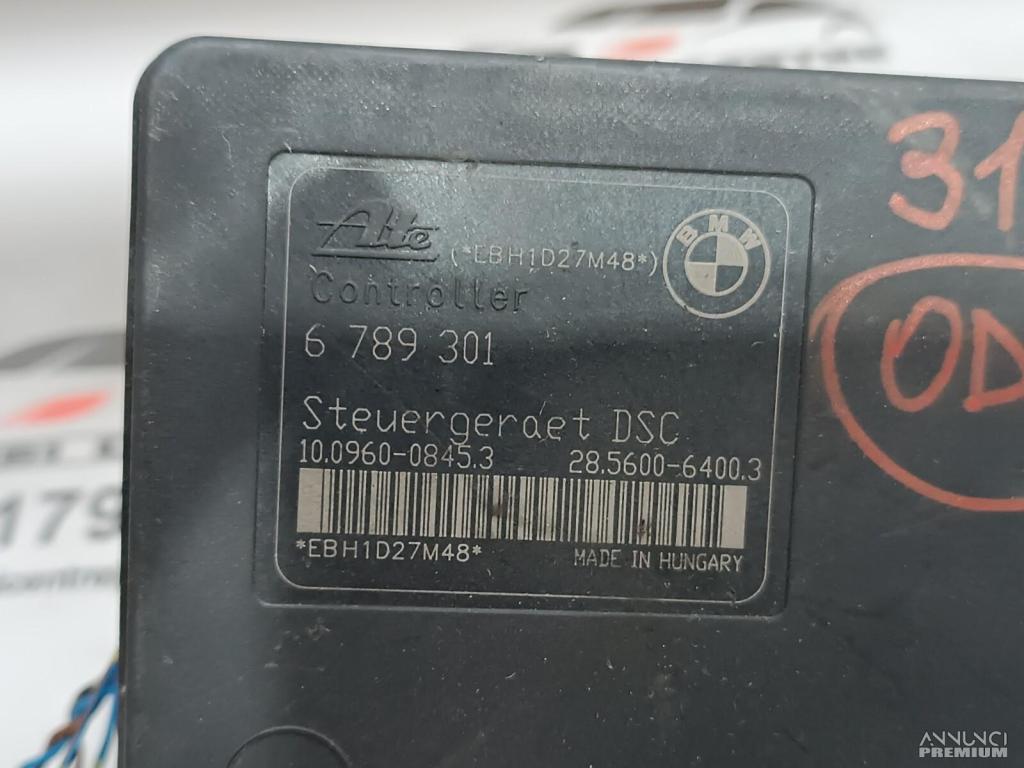 Ate
(*EBH1D27M48*)
BMW
Controller
6 789 301
Steuergeraet DSC
10.0960-0845.3 28.5600-6400.3
*EBH1D27M48*
MADE IN HUNGARY
31
OD
179
ANNUNCI
PREMIUM